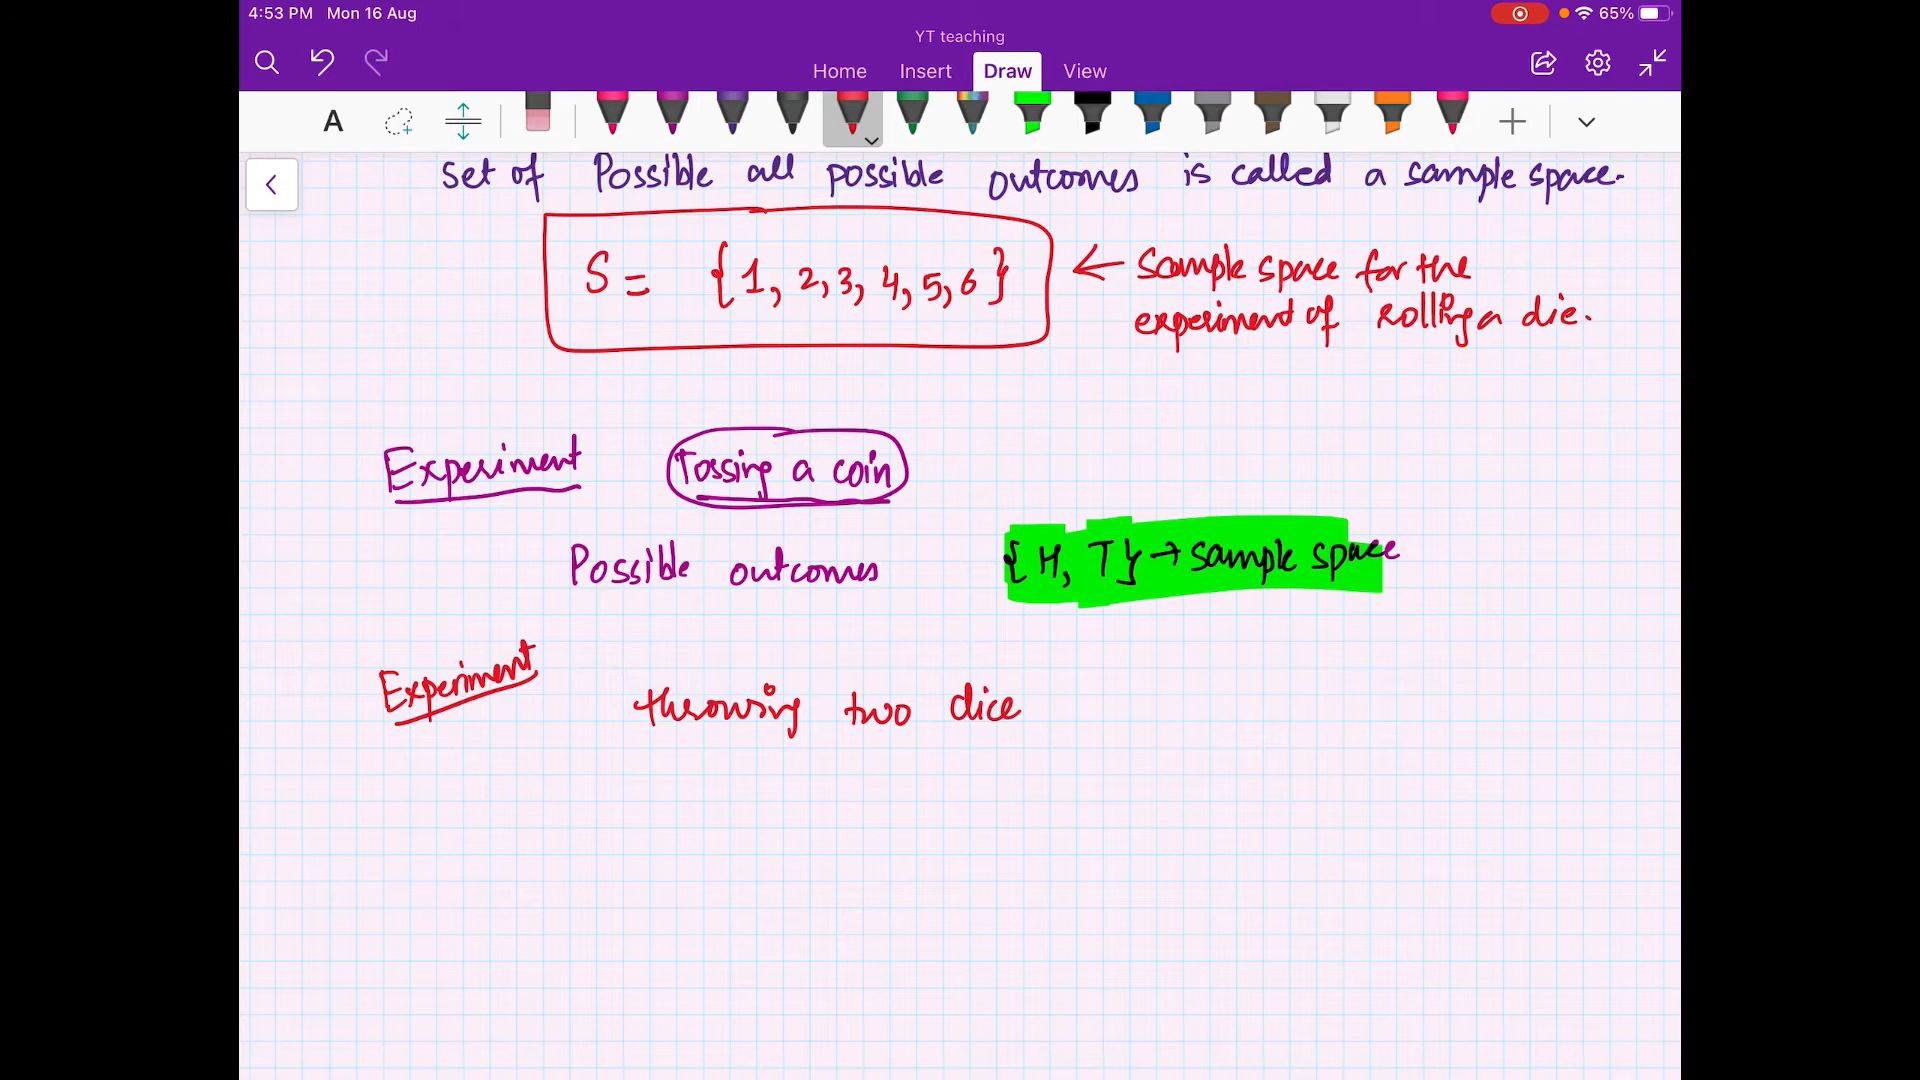 4:53 PM Mon 16 Aug
65%
YT teaching
Home Insert Draw View
A
set of Possible all possible outcomes is called a sample space.
S = {1, 2, 3, 4, 5, 6} ← Sample space for the
experiment of rolling a die.
Experiment Tossing a coin
Possible outcomes {H, T} → sample space
Experiment throwing two dice